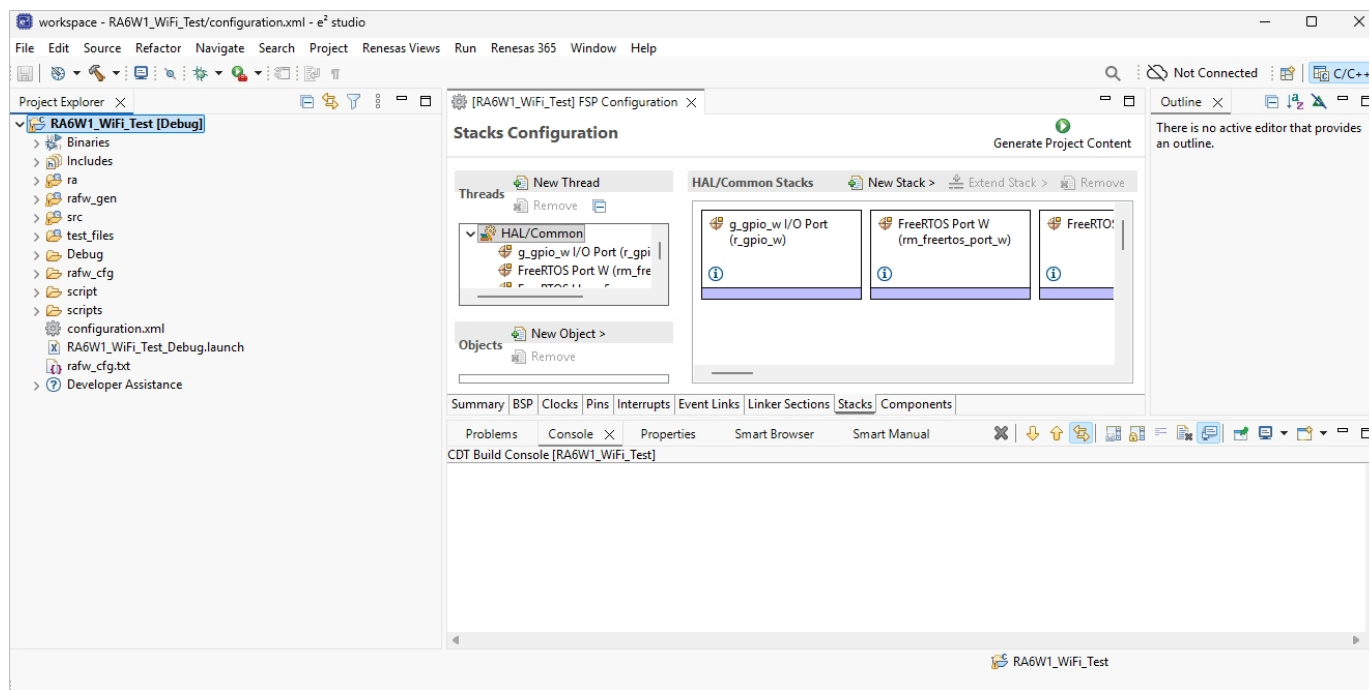 workspace - RA6W1_WiFi_Test/configuration.xml - e² studio
File Edit Source Refactor Navigate Search Project Renesas Views Run Renesas 365 Window Help
Not Connected
C/C++
Project Explorer
RA6W1_WiFi_Test [Debug]
Binaries
Includes
ra
rafw_gen
src
test_files
Debug
rafw_cfg
script
scripts
configuration.xml
RA6W1_WiFi_Test_Debug.launch
rafw_cfg.txt
Developer Assistance
[RA6W1_WiFi_Test] FSP Configuration
Stacks Configuration
Generate Project Content
Threads
New Thread
Remove
HAL/Common
g_gpio_w I/O Port (r_gpi
FreeRTOS Port W (rm_fre
Objects
New Object >
Remove
HAL/Common Stacks
New Stack >
Extend Stack >
Remove
g_gpio_w I/O Port
(r_gpio_w)
FreeRTOS Port W
(rm_freertos_port_w)
FreeRTOS
Summary BSP Clocks Pins Interrupts Event Links Linker Sections Stacks Components
Outline
There is no active editor that provides
an outline.
Problems Console Properties Smart Browser Smart Manual
CDT Build Console [RA6W1_WiFi_Test]
RA6W1_WiFi_Test